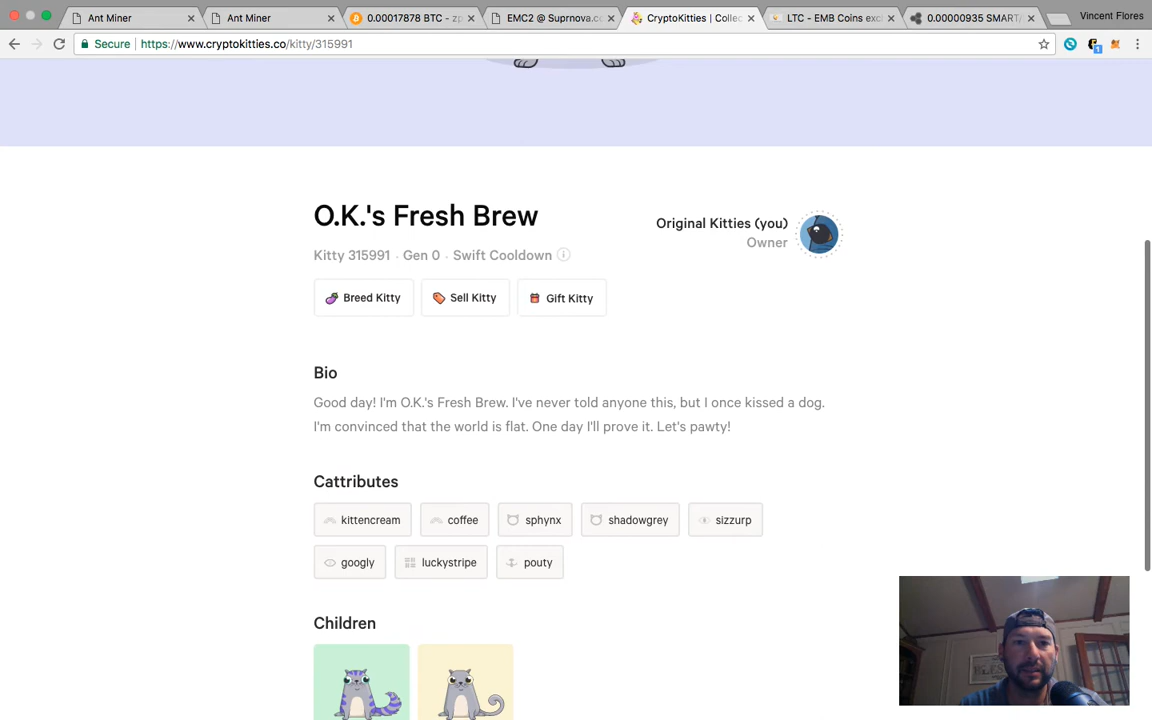 Ant Miner
Ant Miner
0.00017878 BTC - zp
EMC2 @ Suprnova.cc
CryptoKitties | Collec
LTC - EMB Coins exc
0.00000935 SMART/
Vincent Flores
Secure
https://www.cryptokitties.co/kitty/315991
1
O.K.'s Fresh Brew
Original Kitties (you)
Owner
Kitty 315991 · Gen 0 · Swift Cooldown
Breed Kitty
Sell Kitty
Gift Kitty
Bio
Good day! I'm O.K.'s Fresh Brew. I've never told anyone this, but I once kissed a dog.
I'm convinced that the world is flat. One day I'll prove it. Let's pawty!
Cattributes
kittencream
coffee
sphynx
shadowgrey
sizzurp
googly
luckystripe
pouty
Children